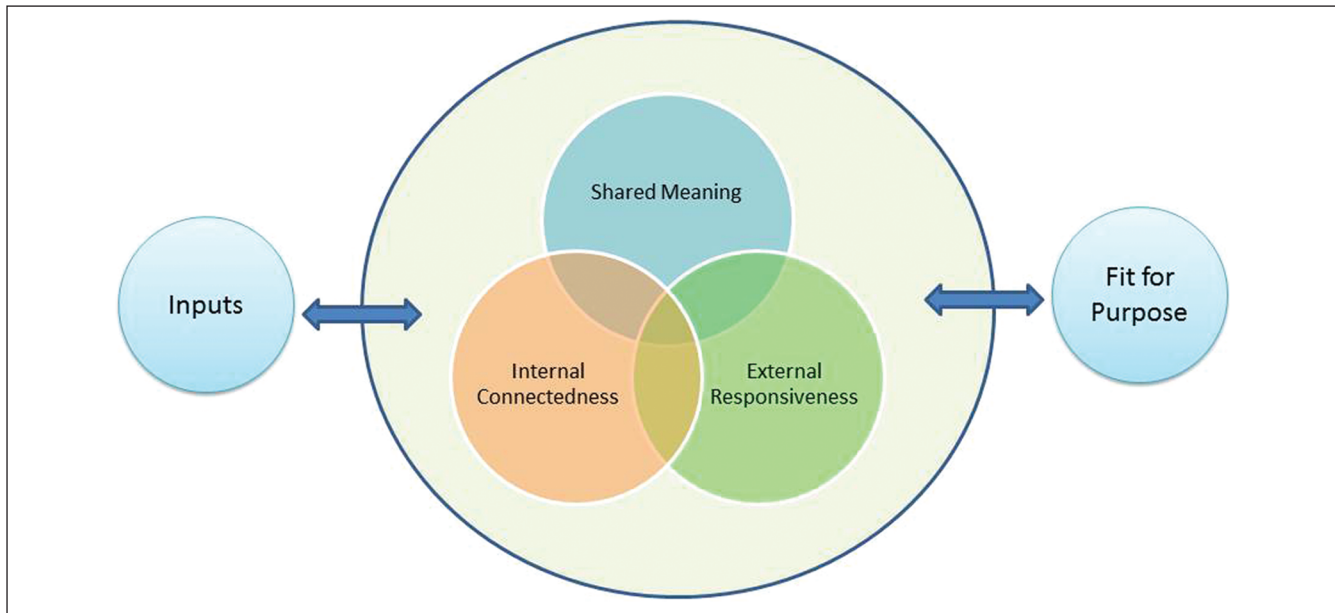 Shared Meaning
Inputs
Fit for
Purpose
Internal
Connectedness
External
Responsiveness